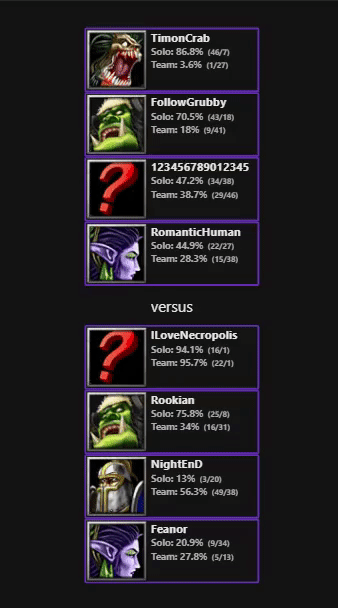 TimonCrab
Solo: 86.8% (46/7)
Team: 3.6% (1/27)
FollowGrubby
Solo: 70.5% (43/18)
Team: 18% (9/41)
123456789012345
Solo: 47.2% (34/38)
Team: 38.7% (29/46)
RomanticHuman
Solo: 44.9% (22/27)
Team: 28.3% (15/38)
versus
ILoveNecropolis
Solo: 94.1% (16/1)
Team: 95.7% (22/1)
Rookian
Solo: 75.8% (25/8)
Team: 34% (16/31)
NightEnD
Solo: 13% (3/20)
Team: 56.3% (49/38)
Feanor
Solo: 20.9% (9/34)
Team: 27.8% (5/13)